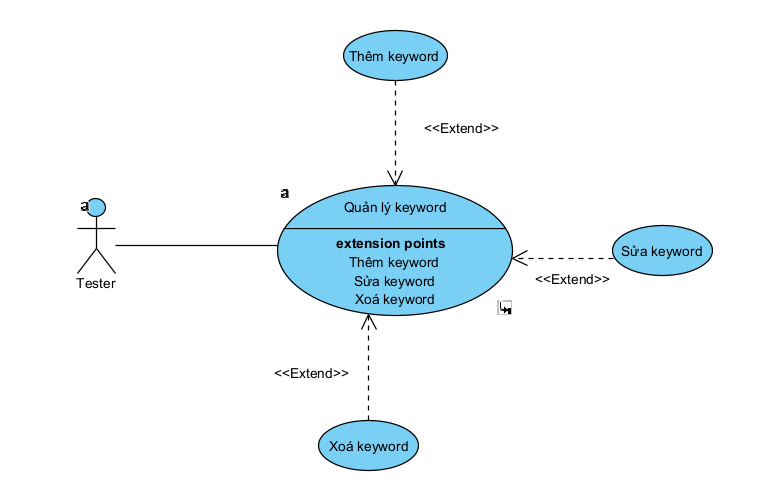 Thêm keyword
<<Extend>>
a
Quản lý keyword
a
extension points
Thêm keyword
Sửa keyword
Xoá keyword
Sửa keyword
<<Extend>>
Tester
<<Extend>>
Xoá keyword